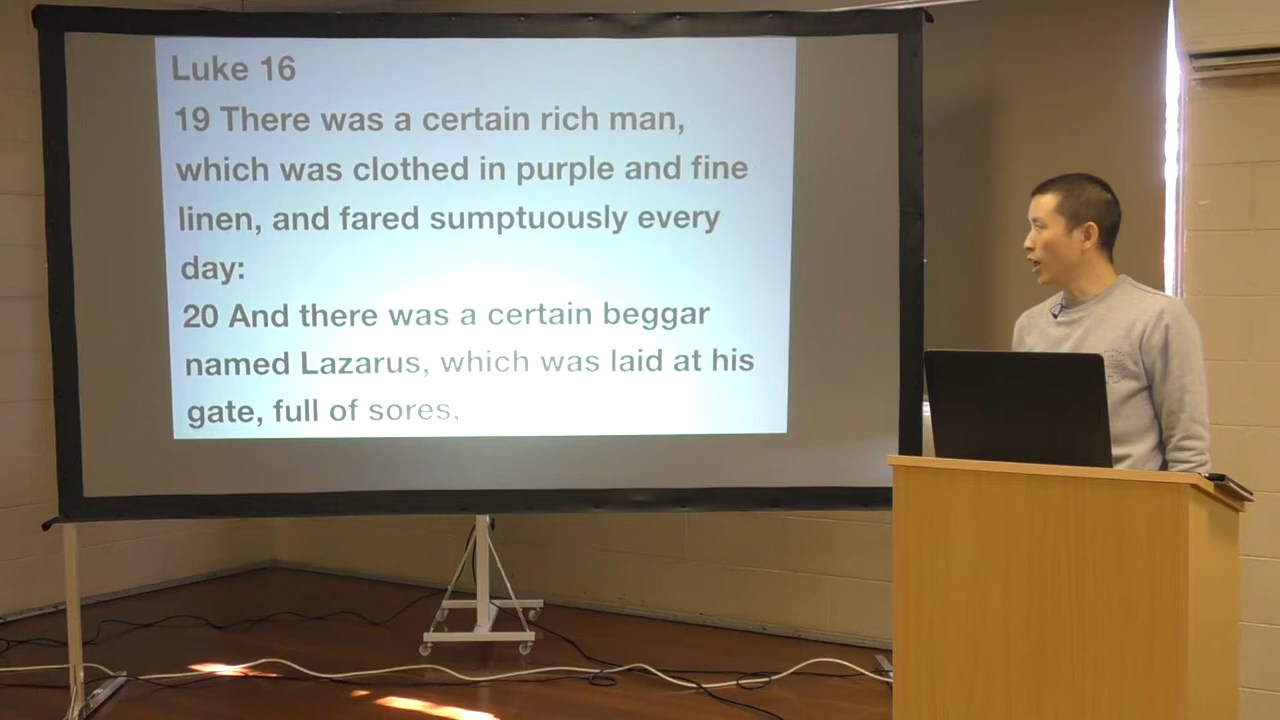 Luke 16
19 There was a certain rich man,
which was clothed in purple and fine
linen, and fared sumptuously every
day:
20 And there was a certain beggar
named Lazarus, which was laid at his
gate, full of sores,